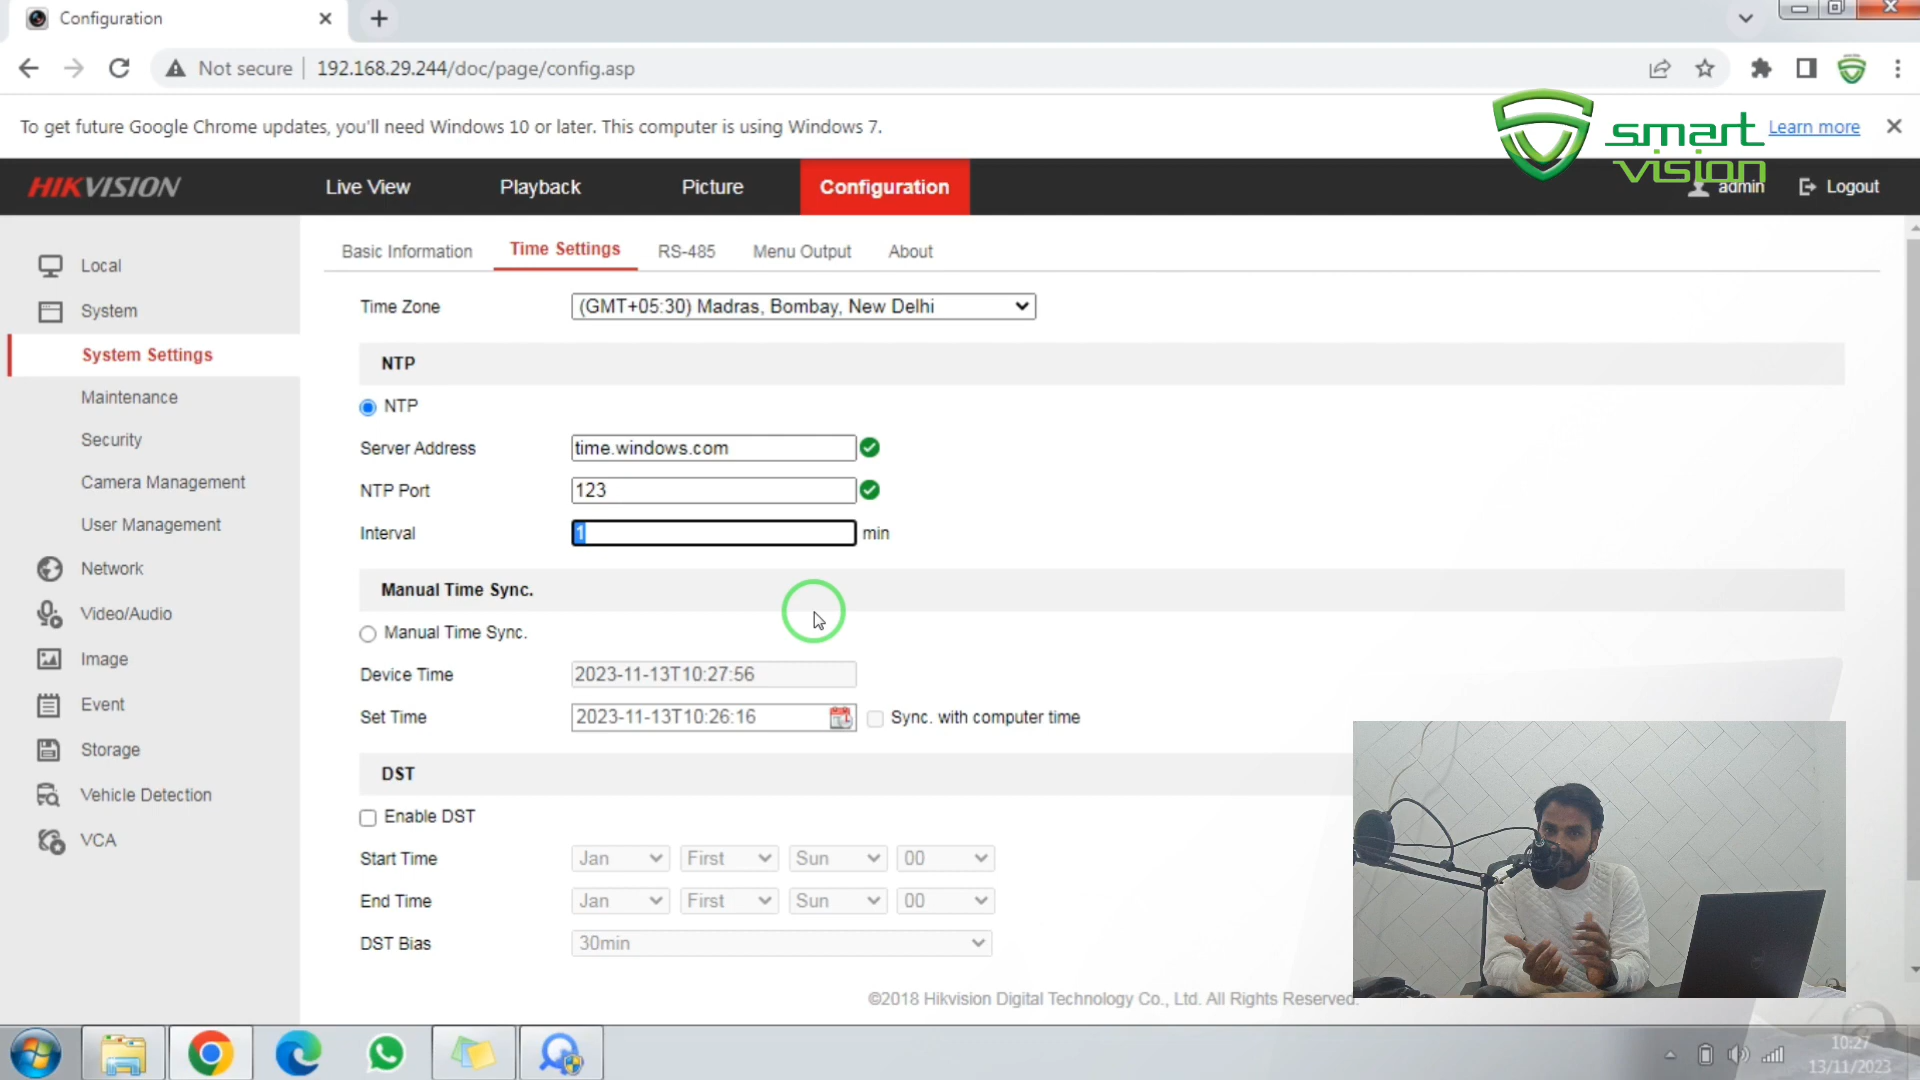 Configuration
Not secure 192.168.29.244/doc/page/config.asp
To get future Google Chrome updates, you'll need Windows 10 or later. This computer is using Windows 7.
Learn more
smart
vision
HIKVISION
Live View
Playback
Picture
Configuration
admin
Logout
Local
System
System Settings
Maintenance
Security
Camera Management
User Management
Network
Video/Audio
Image
Event
Storage
Vehicle Detection
VCA
Basic Information
Time Settings
RS-485
Menu Output
About
Time Zone (GMT+05:30) Madras, Bombay, New Delhi
NTP
NTP
Server Address time.windows.com
NTP Port 123
Interval 1 min
Manual Time Sync.
Manual Time Sync.
Device Time 2023-11-13T10:27:56
Set Time 2023-11-13T10:26:16 Sync. with computer time
DST
Enable DST
Start Time Jan First Sun 00
End Time Jan First Sun 00
DST Bias 30min
©2018 Hikvision Digital Technology Co., Ltd. All Rights Reserved.
10:27
13/11/2023